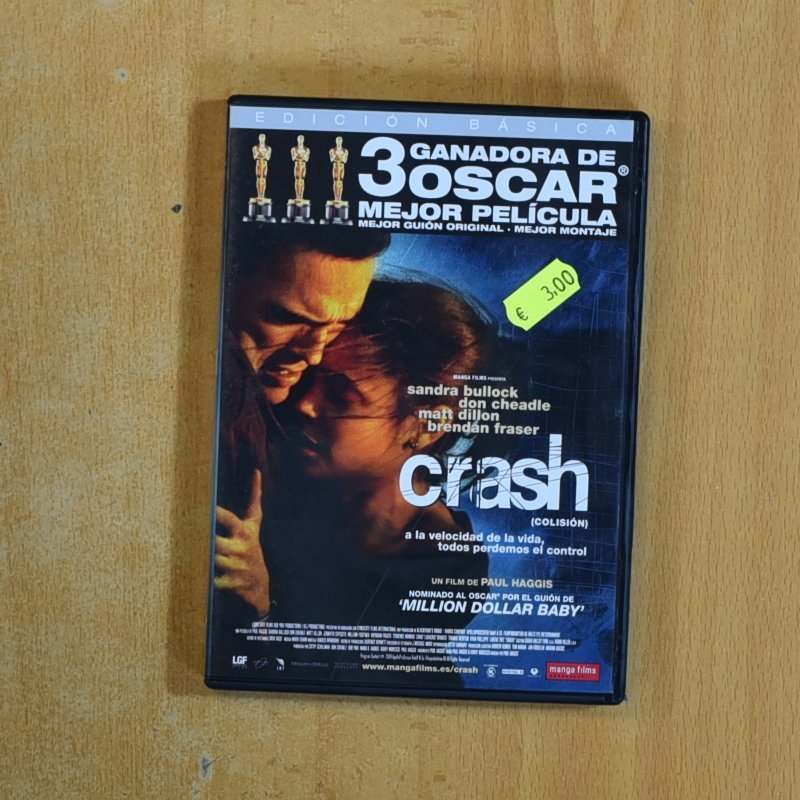 EDICIÓN BÁSICA
3 GANADORA DE
OSCAR®
MEJOR PELÍCULA
MEJOR GUIÓN ORIGINAL · MEJOR MONTAJE
€ 3,00
MANGA FILMS PRESENTA
sandra bullock
don cheadle
matt dillon
brendan fraser
crash
(COLISIÓN)
a la velocidad de la vida,
todos perdemos el control
UN FILM DE PAUL HAGGIS
NOMINADO AL OSCAR® POR EL GUIÓN DE
'MILLION DOLLAR BABY'
LGF
www.mangafilms.es/crash
manga films